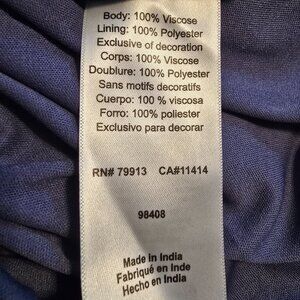 Body: 100% Viscose
Lining: 100% Polyester
Exclusive of decoration
Corps: 100% Viscose
Doublure: 100% Polyester
Sans motifs decoratifs
Cuerpo: 100 % viscosa
Forro: 100% poliester
Exclusivo para decorar
RN# 79913 CA#11414
98408
Made in India
Fabriqué en Inde
Hecho en India